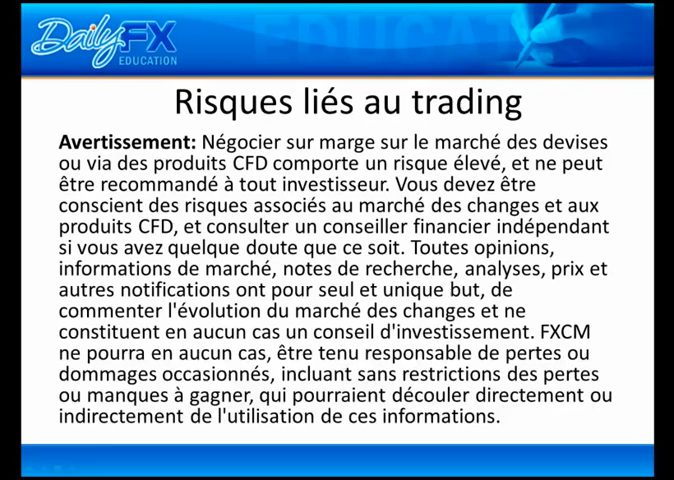 DailyFX
EDUCATION
EDUCAT
Risques liés au trading
Avertissement: Négocier sur marge sur le marché des devises
ou via des produits CFD comporte un risque élevé, et ne peut
être recommandé à tout investisseur. Vous devez être
conscient des risques associés au marché des changes et aux
produits CFD, et consulter un conseiller financier indépendant
si vous avez quelque doute que ce soit. Toutes opinions,
informations de marché, notes de recherche, analyses, prix et
autres notifications ont pour seul et unique but, de
commenter l'évolution du marché des changes et ne
constituent en aucun cas un conseil d'investissement. FXCM
ne pourra en aucun cas, être tenu responsable de pertes ou
dommages occasionnés, incluant sans restrictions des pertes
ou manques à gagner, qui pourraient découler directement ou
indirectement de l'utilisation de ces informations.